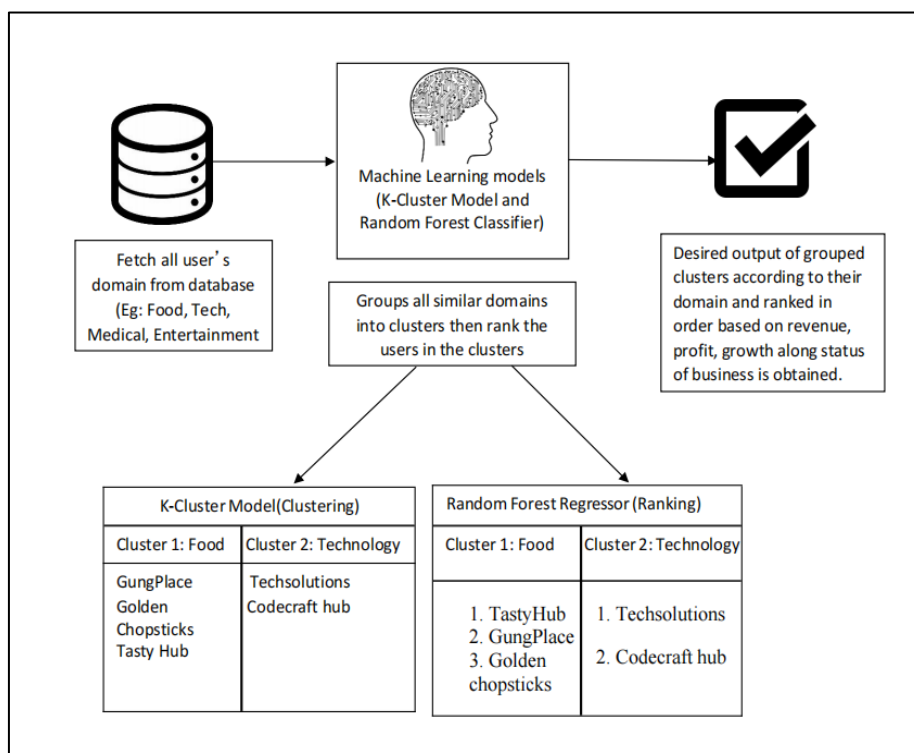 Machine Learning models
(K-Cluster Model and
Random Forest Classifier)
Fetch all user's
domain from database
(Eg: Food, Tech,
Medical, Entertainment
Desired output of grouped
clusters according to their
domain and ranked in
order based on revenue,
profit, growth along status
of business is obtained.
Groups all similar domains
into clusters then rank the
users in the clusters
K-Cluster Model(Clustering)
Cluster 1: Food
Cluster 2: Technology
GungPlace
Golden
Chopsticks
Tasty Hub
Techsolutions
Codecraft hub
Random Forest Regressor (Ranking)
Cluster 1: Food
Cluster 2: Technology
1. TastyHub
2. GungPlace
3. Golden
chopsticks
1. Techsolutions
2. Codecraft hub